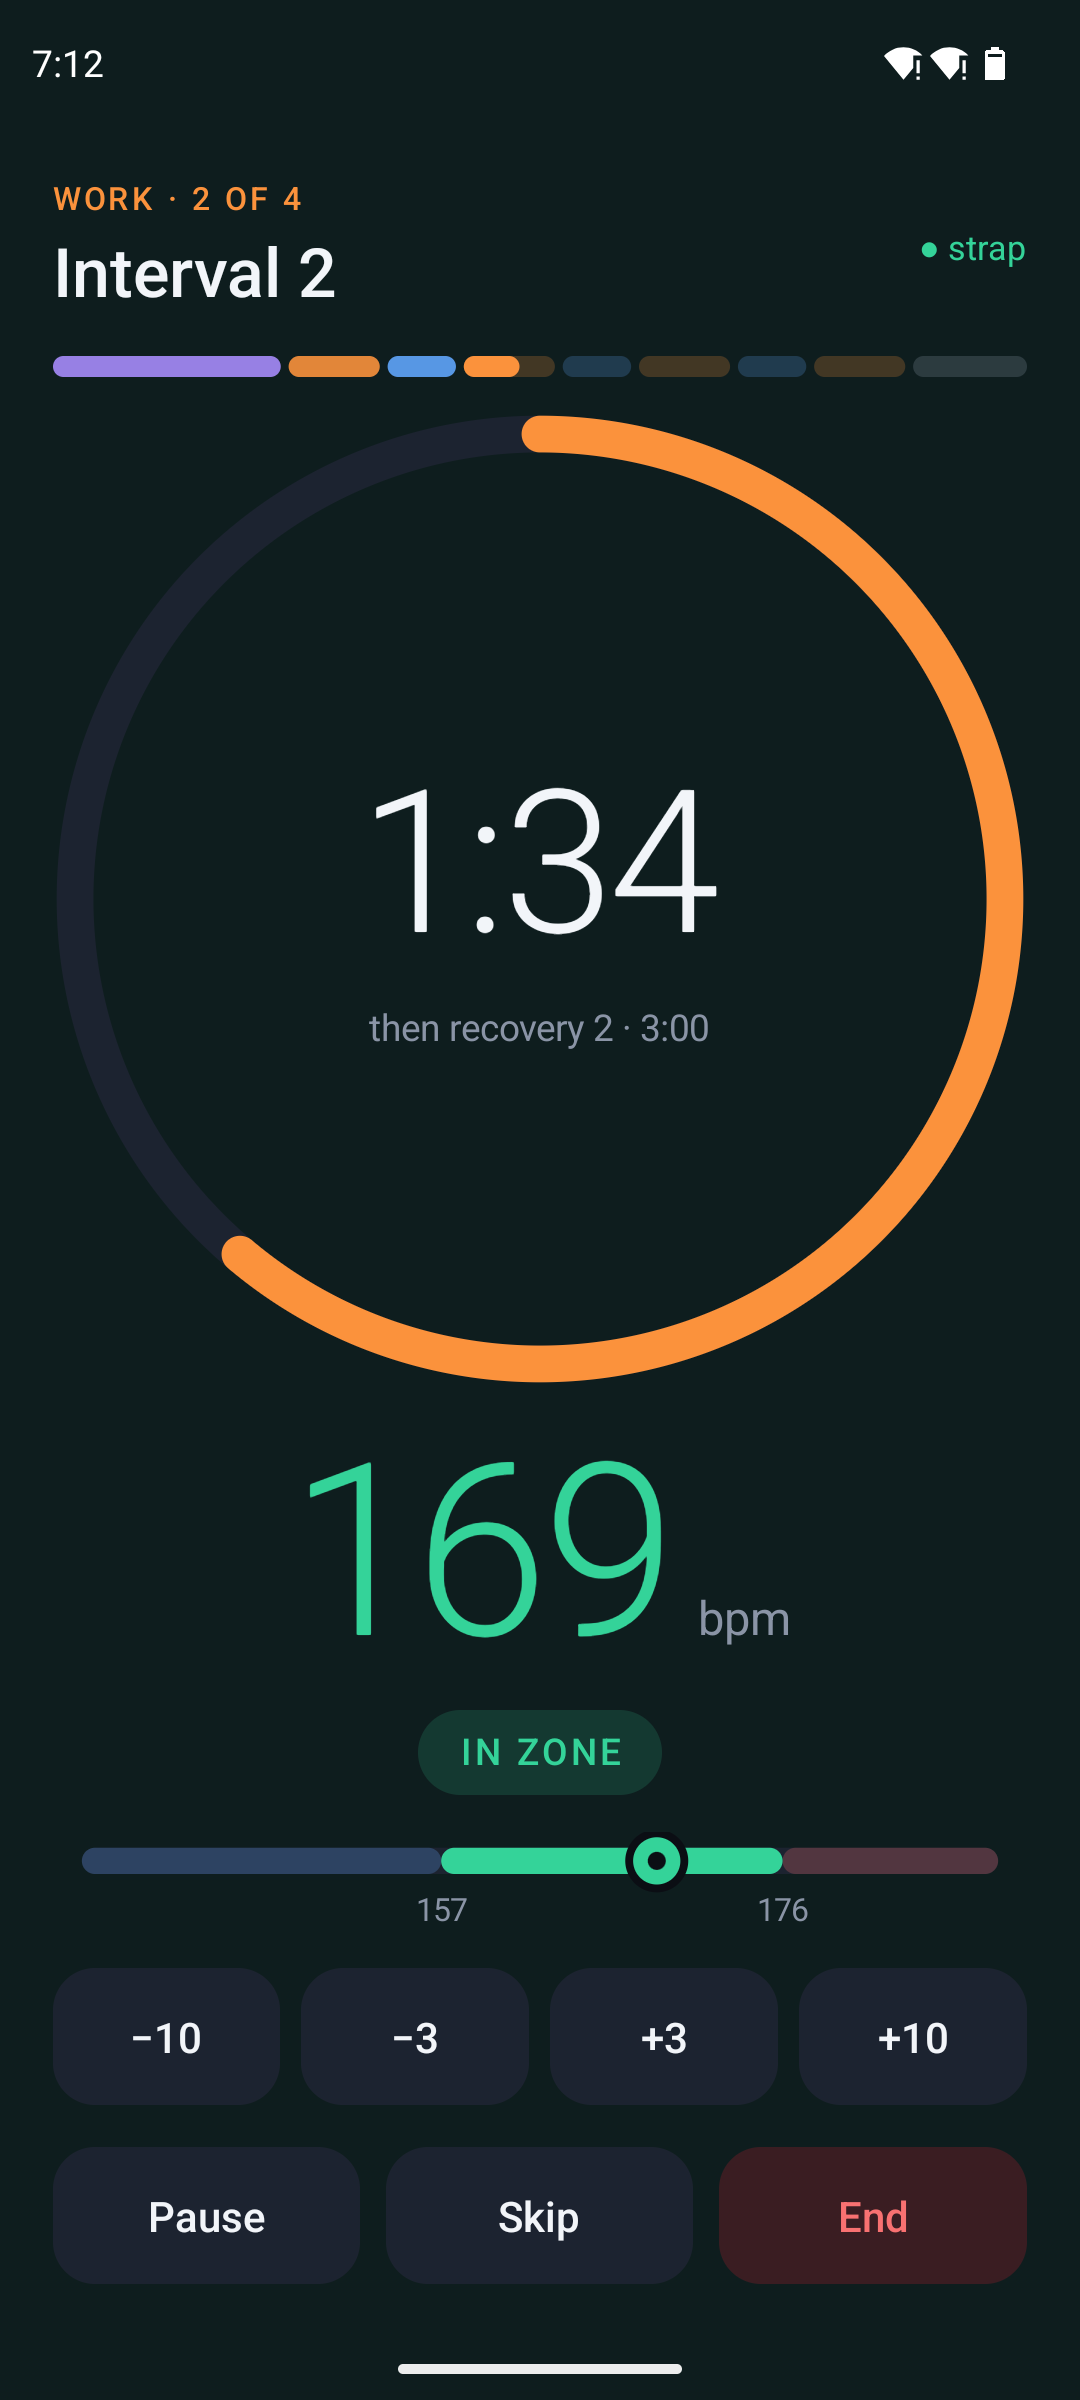 7:12
WORK · 2 OF 4
Interval 2
strap
1:34
then recovery 2 · 3:00
169 bpm
IN ZONE
157 176
−10 −3 +3 +10
Pause Skip End